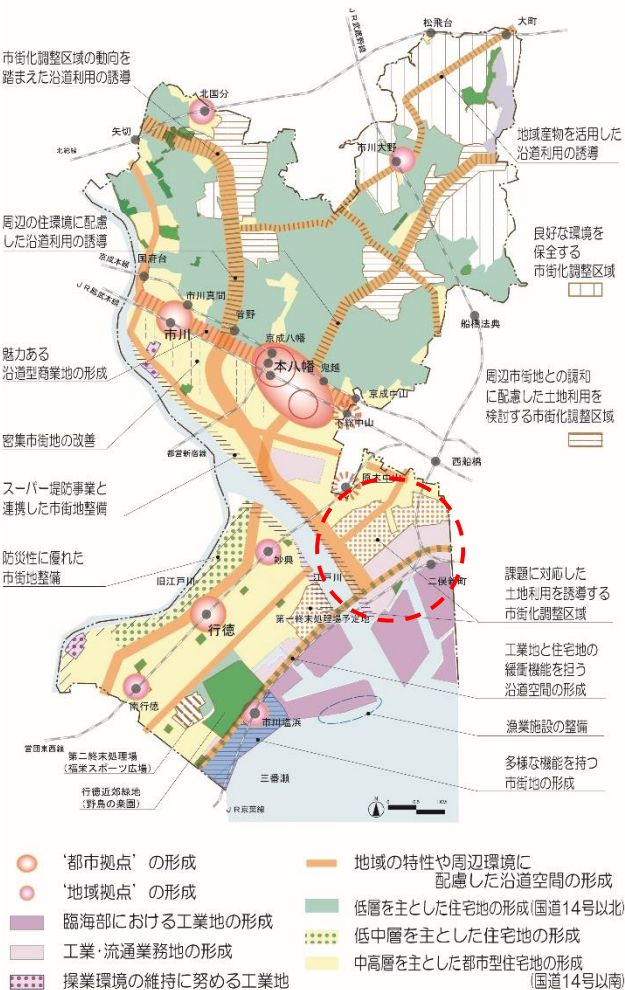 松飛台
大町
JR武蔵野線
市街化調整区域の動向を
踏まえた沿道利用の誘導
北国分
矢切
北総線
市川大野
地域産物を活用した
沿道利用の誘導
周辺の住環境に配慮
した沿道利用の誘導
良好な環境を
保全する
市街化調整区域
京成本線
国府台
JR総武本線
市川真間
菅野
市川
京成八幡
本八幡
鬼越
船橋法典
魅力ある
沿道型商業地の形成
京成中山
下総中山
周辺市街地との調和
に配慮した土地利用を
検討する市街化調整区域
密集市街地の改善
都営新宿線
西船橋
原木中山
スーパー堤防事業と
連携した市街地整備
防災性に優れた
市街地整備
旧江戸川
妙典
江戸川
二俣新町
課題に対応した
土地利用を誘導する
市街化調整区域
第一終末処理場予定地
行徳
工業地と住宅地の
緩衝機能を担う
沿道空間の形成
南行徳
市川塩浜
漁業施設の整備
営団東西線
第二終末処理場
(福栄スポーツ広場)
多様な機能を持つ
市街地の形成
行徳近郊緑地
(野鳥の楽園)
三番瀬
JR京葉線
N
0 0.5 1KM
‘都市拠点’の形成
‘地域拠点’の形成
臨海部における工業地の形成
工業・流通業務地の形成
操業環境の維持に努める工業地
地域の特性や周辺環境に
配慮した沿道空間の形成
低層を主とした住宅地の形成(国道14号以北)
低中層を主とした住宅地の形成
中高層を主とした都市型住宅地の形成
(国道14号以南)